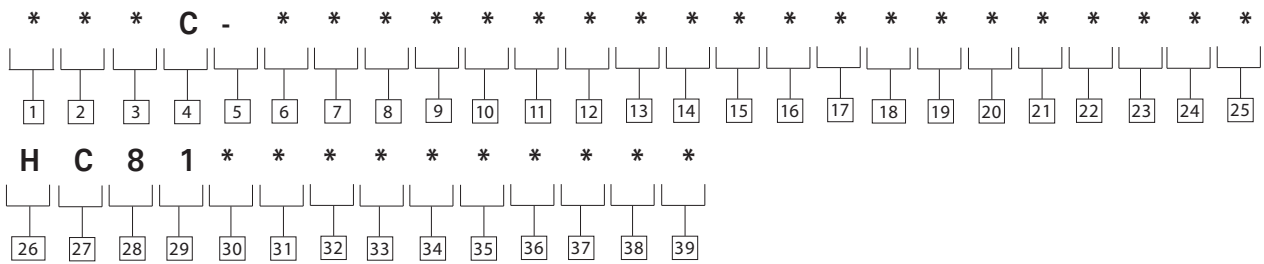 * * * C - * * * * * * * * * * * * * * * * * * * *
1 2 3 4 5 6 7 8 9 10 11 12 13 14 15 16 17 18 19 20 21 22 23 24 25
H C 8 1 * * * * * * * * * *
26 27 28 29 30 31 32 33 34 35 36 37 38 39